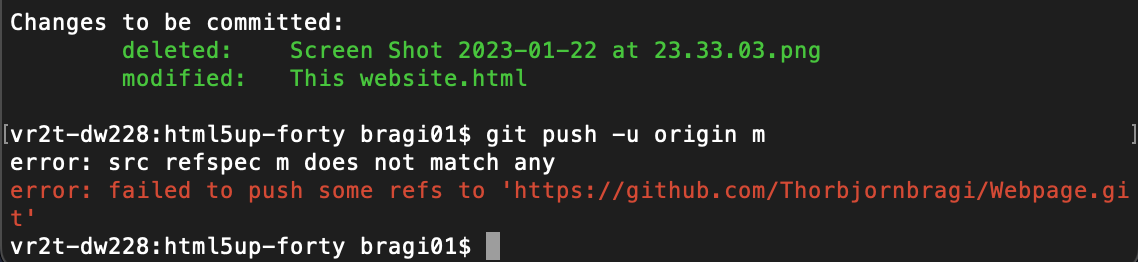 Changes to be committed:
deleted:    Screen Shot 2023-01-22 at 23.33.03.png
modified:   This website.html
[vr2t-dw228:html5up-forty bragi01$ git push -u origin m ]
error: src refspec m does not match any
error: failed to push some refs to 'https://github.com/Thorbjornbragi/Webpage.gi
t'
vr2t-dw228:html5up-forty bragi01$